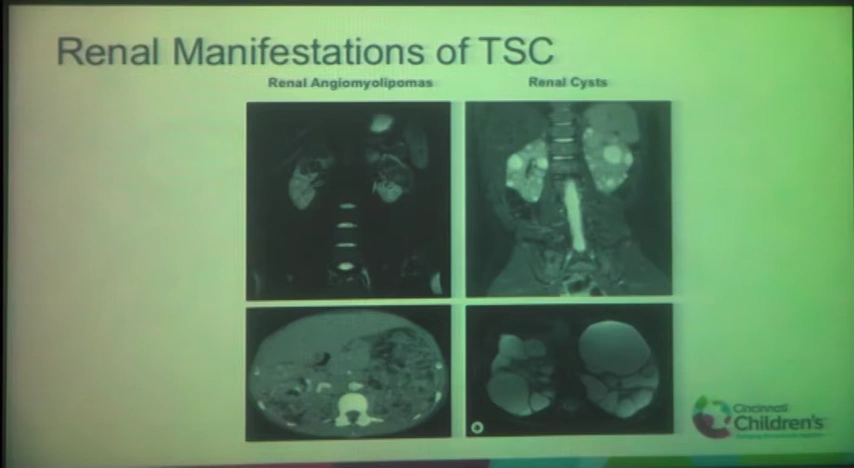 Renal Manifestations of TSC
Renal Angiomyolipomas
Renal Cysts
Cincinnati
Children's